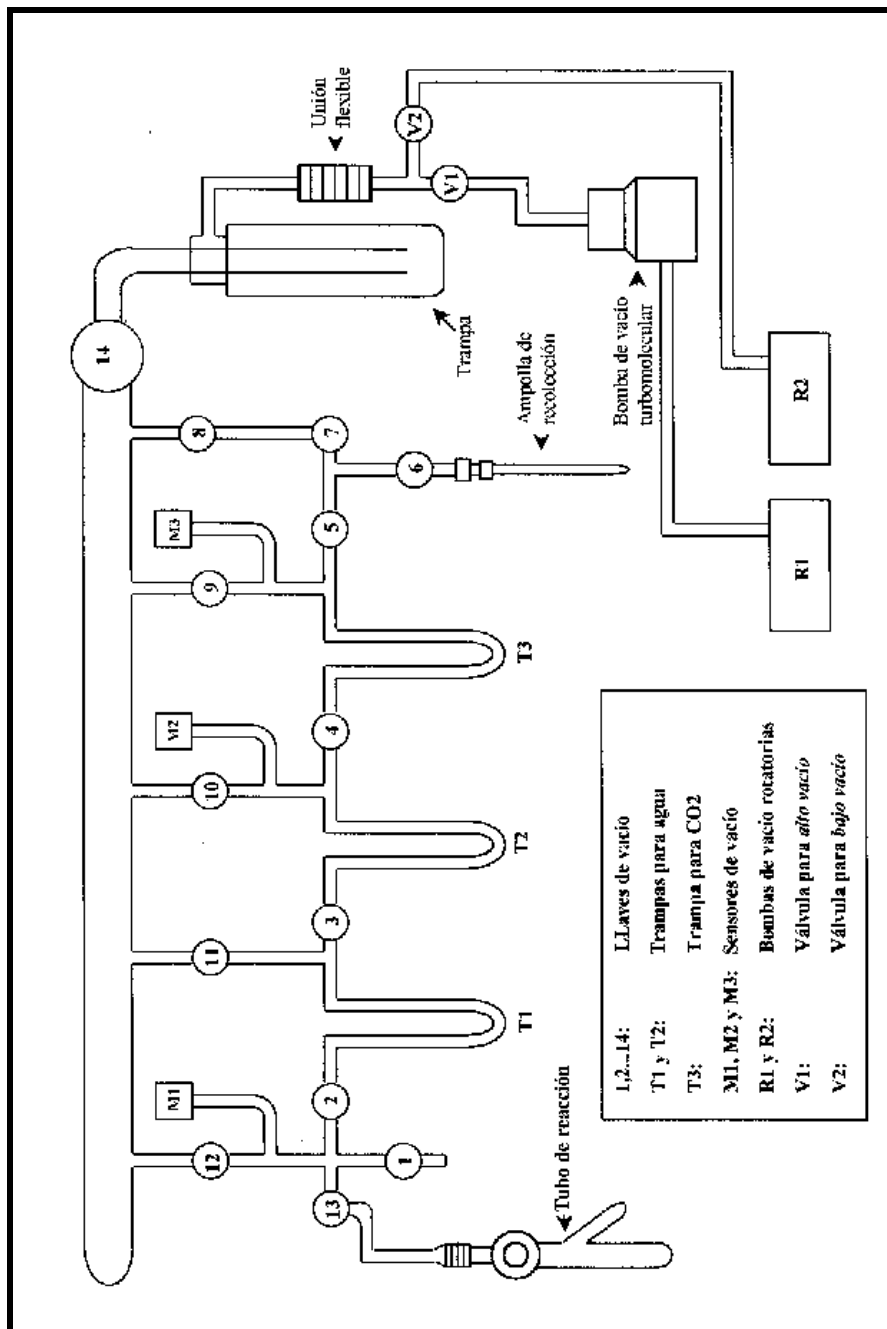 14
Trampa
Unión
flexible
V2
V1
Bomba de vacío
turbomolecular
R1
R2
Ampolla de
recolección
8
7
6
5
M3
9
T3
4
M2
10
T2
3
11
T1
2
M1
12
1
13
Tubo de reacción
1,2...14: LLaves de vacío
T1 y T2: Trampas para agua
T3: Trampa para CO2
M1, M2 y M3: Sensores de vacío
R1 y R2: Bombas de vacío rotatorias
V1: Válvula para alto vacío
V2: Válvula para bajo vacío